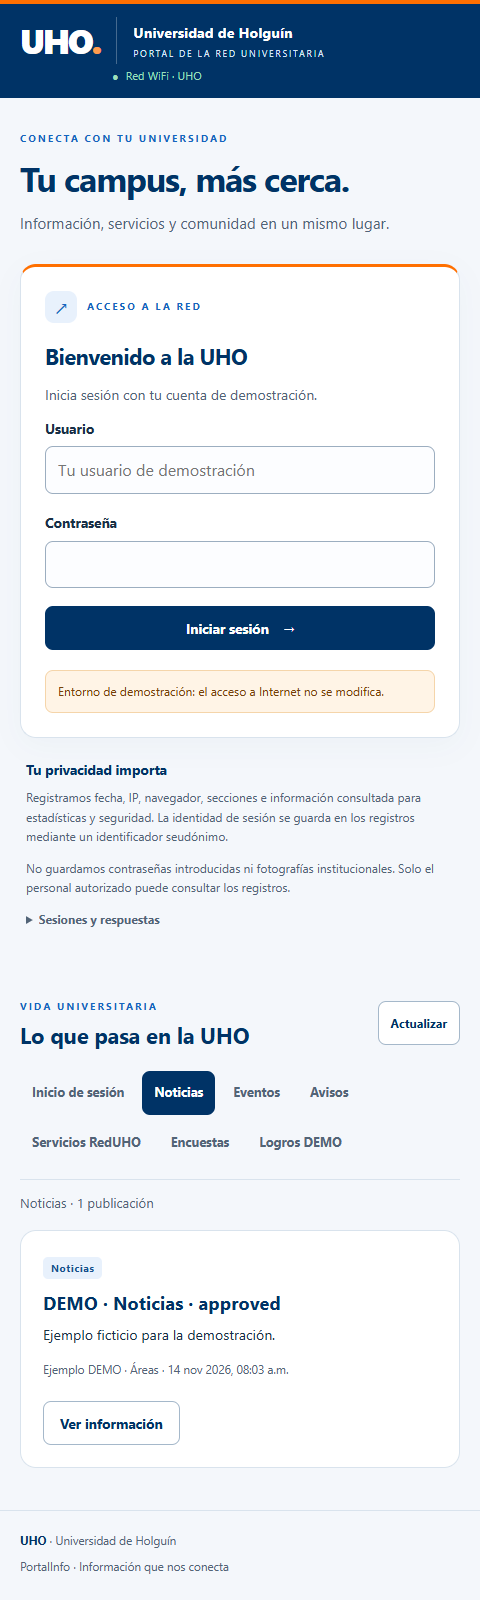 UHO.
Universidad de Holguín
PORTAL DE LA RED UNIVERSITARIA
Red WiFi · UHO
CONECTA CON TU UNIVERSIDAD
Tu campus, más cerca.
Información, servicios y comunidad en un mismo lugar.
↗ ACCESO A LA RED
Bienvenido a la UHO
Inicia sesión con tu cuenta de demostración.
Usuario
Tu usuario de demostración
Contraseña
Iniciar sesión →
Entorno de demostración: el acceso a Internet no se modifica.
Tu privacidad importa
Registramos fecha, IP, navegador, secciones e información consultada para
estadísticas y seguridad. La identidad de sesión se guarda en los registros
mediante un identificador seudónimo.
No guardamos contraseñas introducidas ni fotografías institucionales. Solo el
personal autorizado puede consultar los registros.
▶ Sesiones y respuestas
VIDA UNIVERSITARIA
Lo que pasa en la UHO
Actualizar
Inicio de sesión Noticias Eventos Avisos
Servicios RedUHO Encuestas Logros DEMO
Noticias · 1 publicación
Noticias
DEMO · Noticias · approved
Ejemplo ficticio para la demostración.
Ejemplo DEMO · Áreas · 14 nov 2026, 08:03 a.m.
Ver información
UHO · Universidad de Holguín
PortalInfo · Información que nos conecta